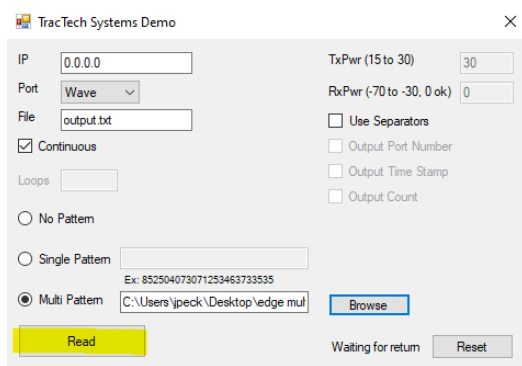 TracTech Systems Demo
IP 0.0.0.0
TxPwr (15 to 30) 30
Port Wave
RxPwr (-70 to -30, 0 ok) 0
File output.txt
Use Separators
Continuous
Output Port Number
Loops
Output Time Stamp
Output Count
No Pattern
Single Pattern
Ex: 852504073071253463733535
Multi Pattern C:\Users\jpeck\Desktop\edge mul
Browse
Read
Waiting for return Reset